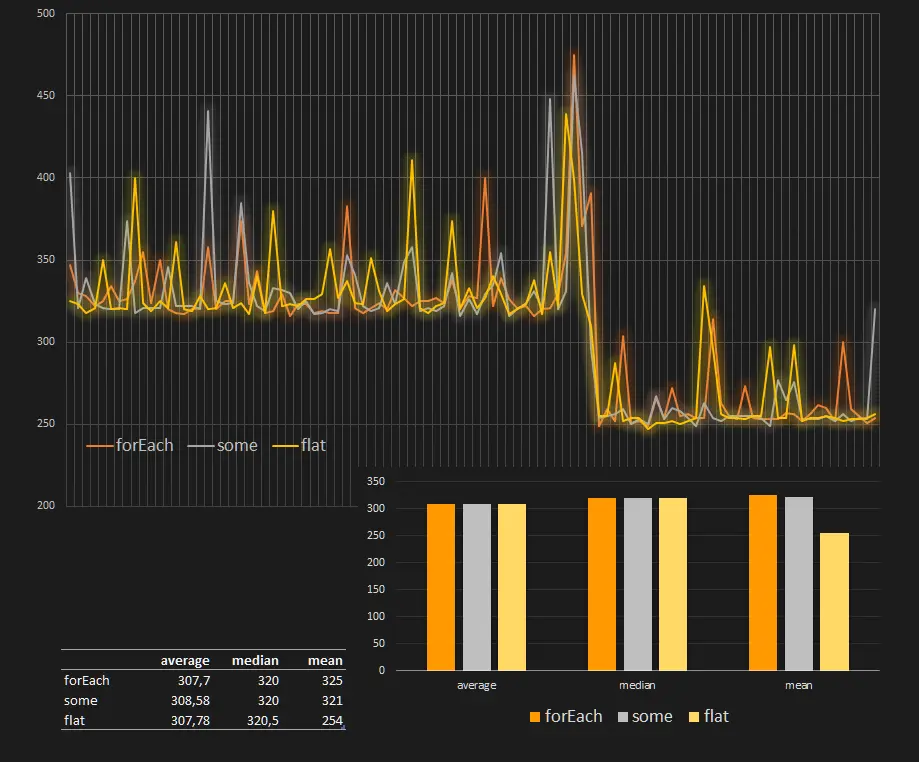 500
450
400
350
300
250
200
forEach some flat
350
300
250
200
150
100
50
0
average median mean
forEach some flat
average median mean
forEach 307,7 320 325
some 308,58 320 321
flat 307,78 320,5 254